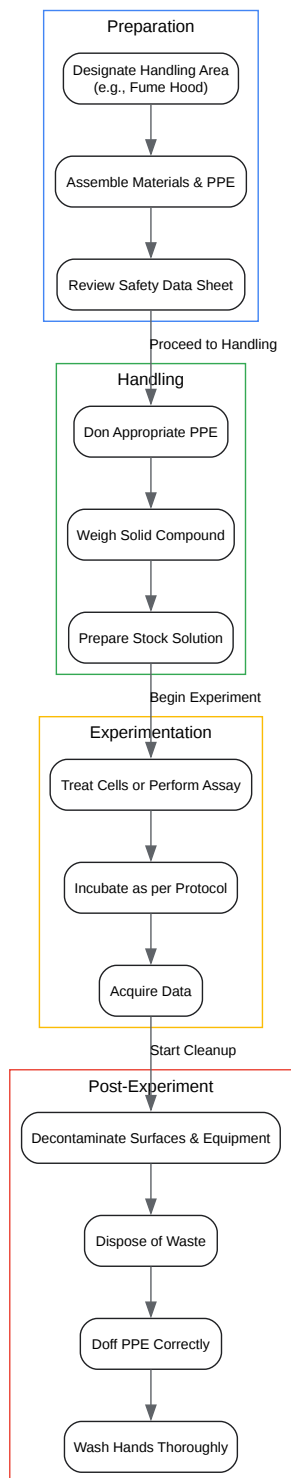 Preparation
Designate Handling Area
(e.g., Fume Hood)
Assemble Materials & PPE
Review Safety Data Sheet
Proceed to Handling
Handling
Don Appropriate PPE
Weigh Solid Compound
Prepare Stock Solution
Begin Experiment
Experimentation
Treat Cells or Perform Assay
Incubate as per Protocol
Acquire Data
Start Cleanup
Post-Experiment
Decontaminate Surfaces & Equipment
Dispose of Waste
Doff PPE Correctly
Wash Hands Thoroughly